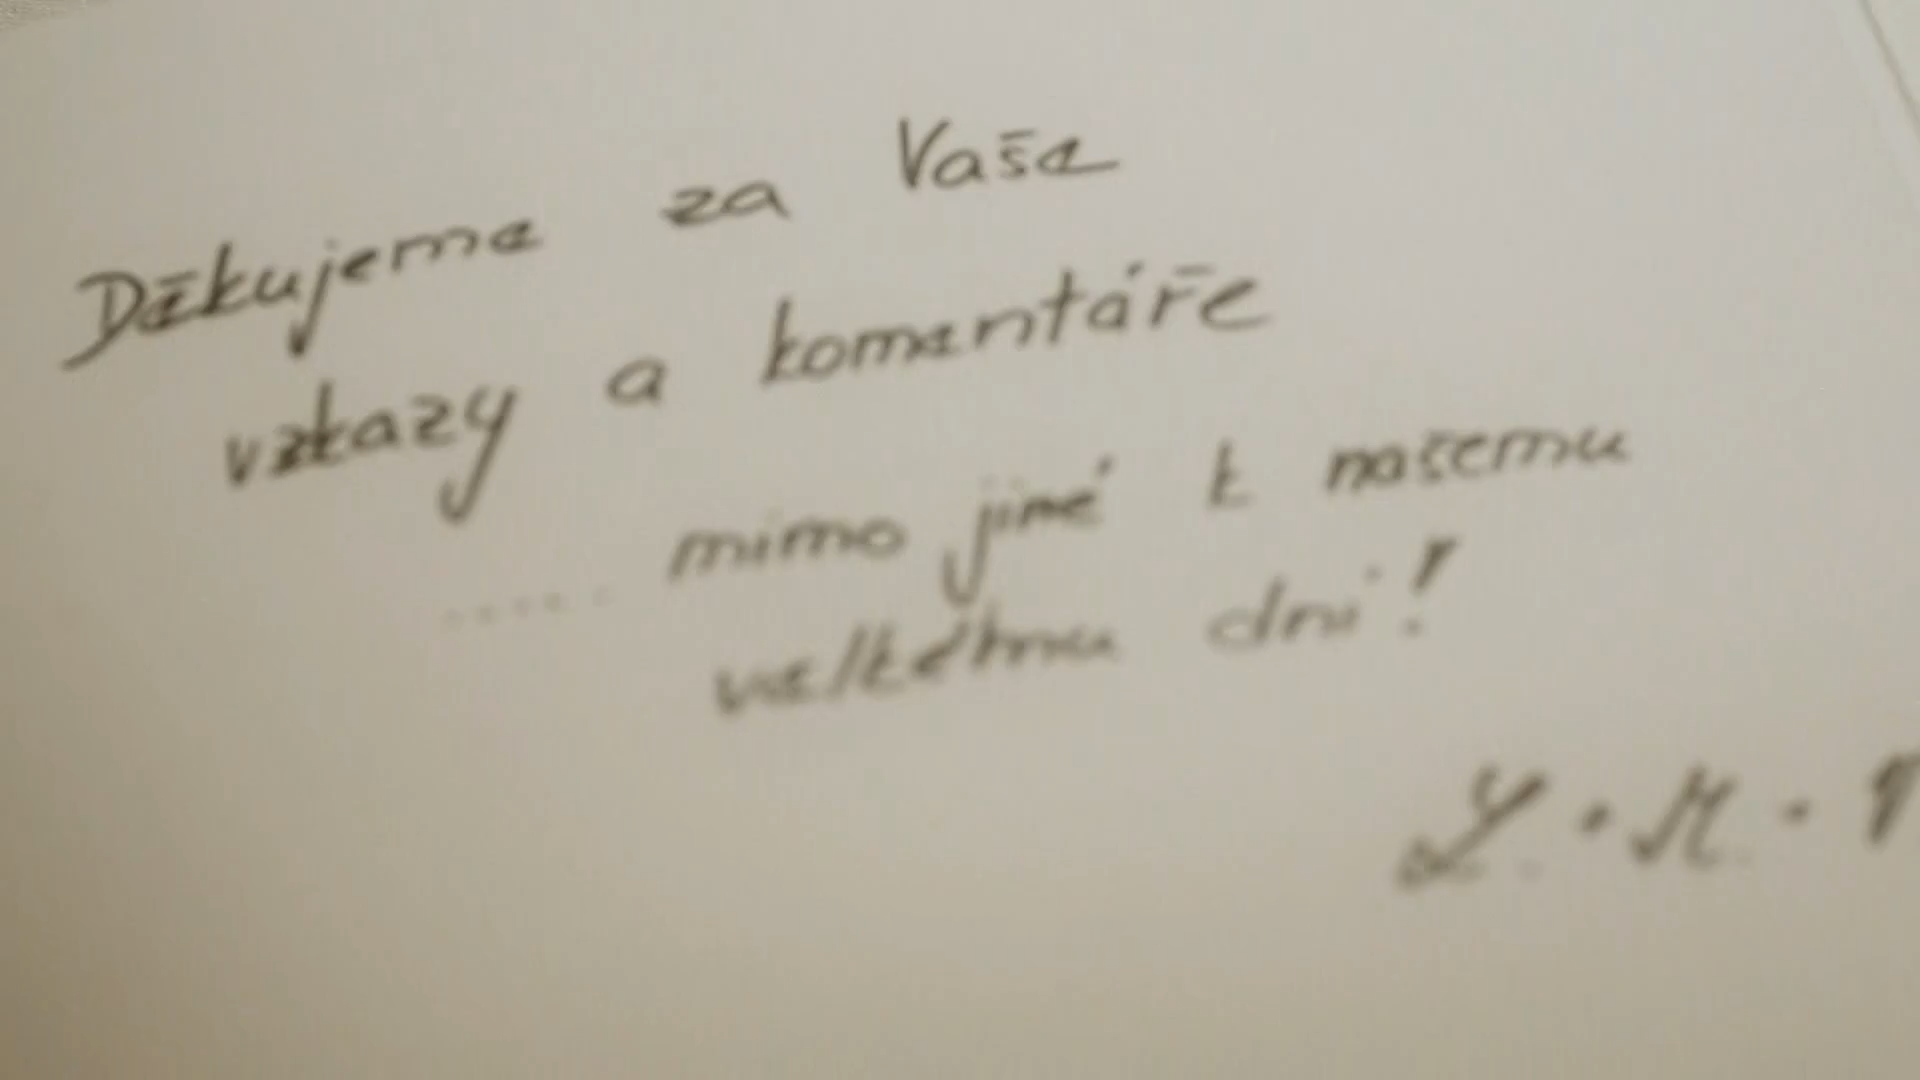 Děkujeme za Vaše
vzkazy a komentáře
..... mimo jiné k našemu
velkému dni!
L · M ·